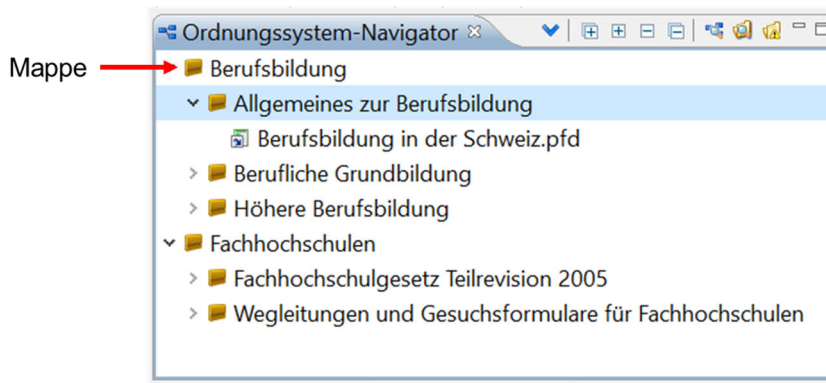 Ordnungssystem-Navigator
Mappe
Berufsbildung
Allgemeines zur Berufsbildung
Berufsbildung in der Schweiz.pfd
Berufliche Grundbildung
Höhere Berufsbildung
Fachhochschulen
Fachhochschulgesetz Teilrevision 2005
Wegleitungen und Gesuchsformulare für Fachhochschulen